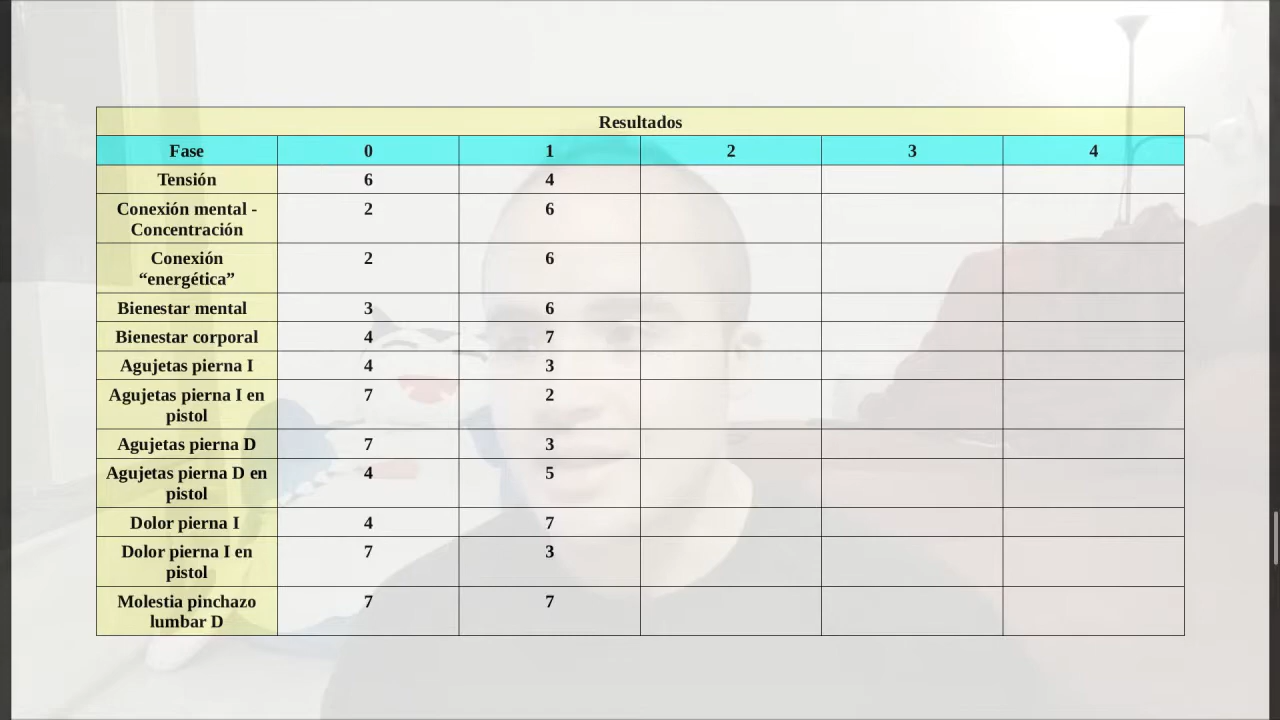 Resultados
Fase 0 1 2 3 4
Tensión 6 4
Conexión mental - 2 6
Concentración
Conexión 2 6
“energética”
Bienestar mental 3 6
Bienestar corporal 4 7
Agujetas pierna I 4 3
Agujetas pierna I en 7 2
pistol
Agujetas pierna D 7 3
Agujetas pierna D en 4 5
pistol
Dolor pierna I 4 7
Dolor pierna I en 7 3
pistol
Molestia pinchazo 7 7
lumbar D